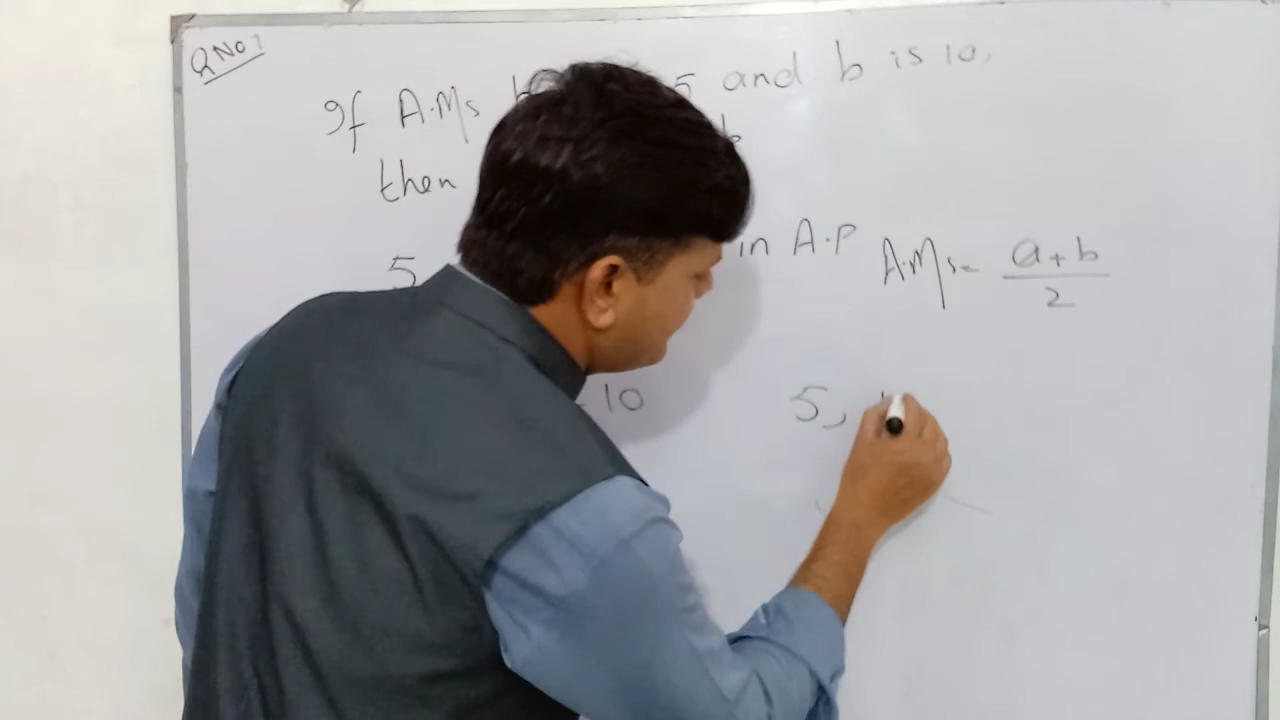 Q No 1
If A.Ms 5 and b is 10,
then b
5 in A.P A.Ms = a+b/2
10 5,